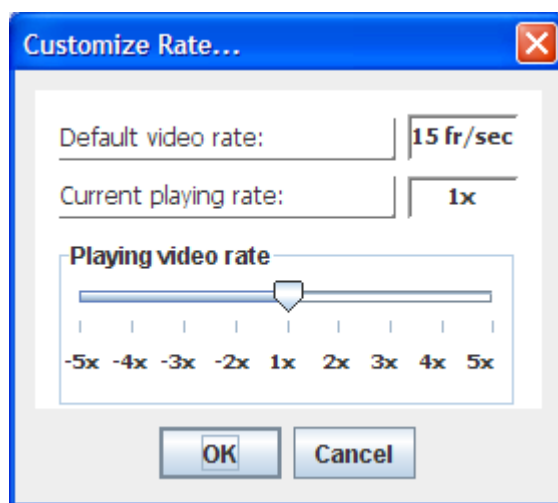 Customize Rate...
Default video rate: 15 fr/sec
Current playing rate: 1x
Playing video rate
-5x -4x -3x -2x 1x 2x 3x 4x 5x
OK Cancel